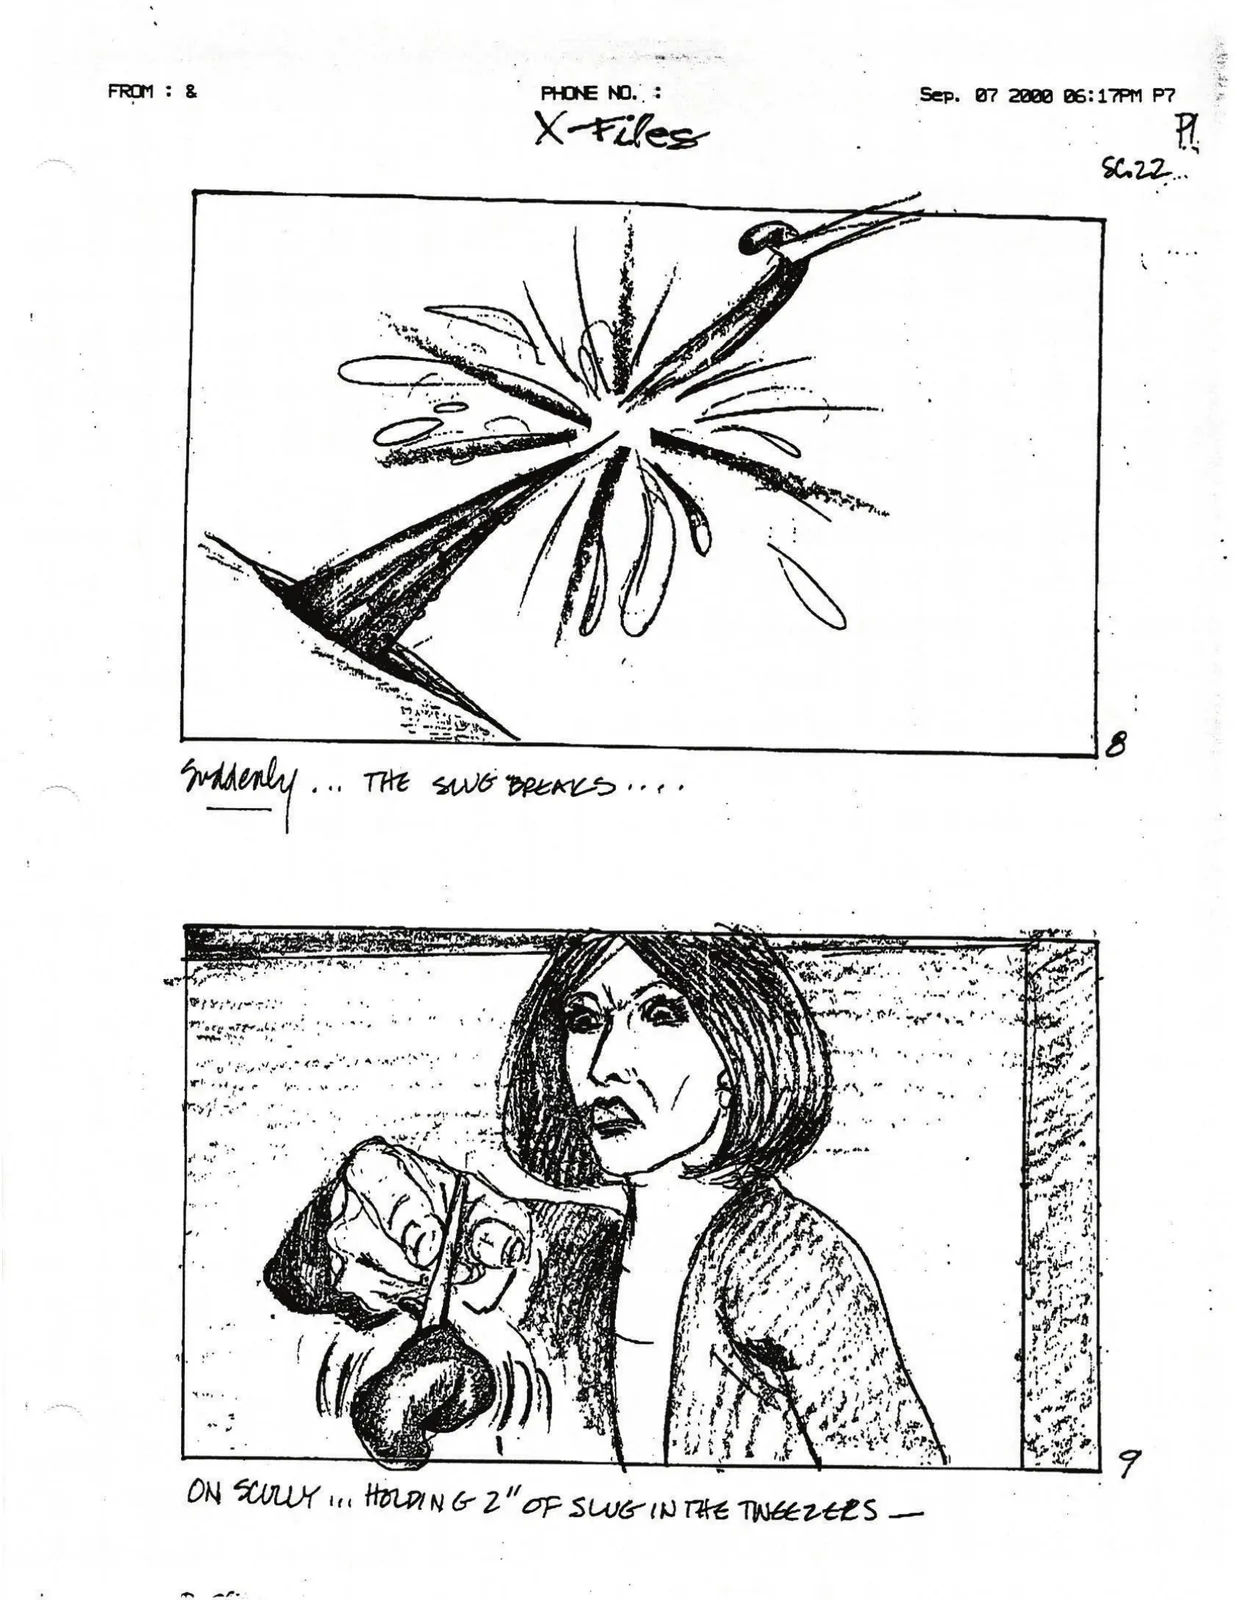 FROM : &
PHONE NO. :
Sep. 07 2000 06:17PM P7
X-Files
SC.22
8
Suddenly ... THE SLUG BREAKS ....
9
ON SCULLY ... HOLDING 2" OF SLUG IN THE TWEEZERS —